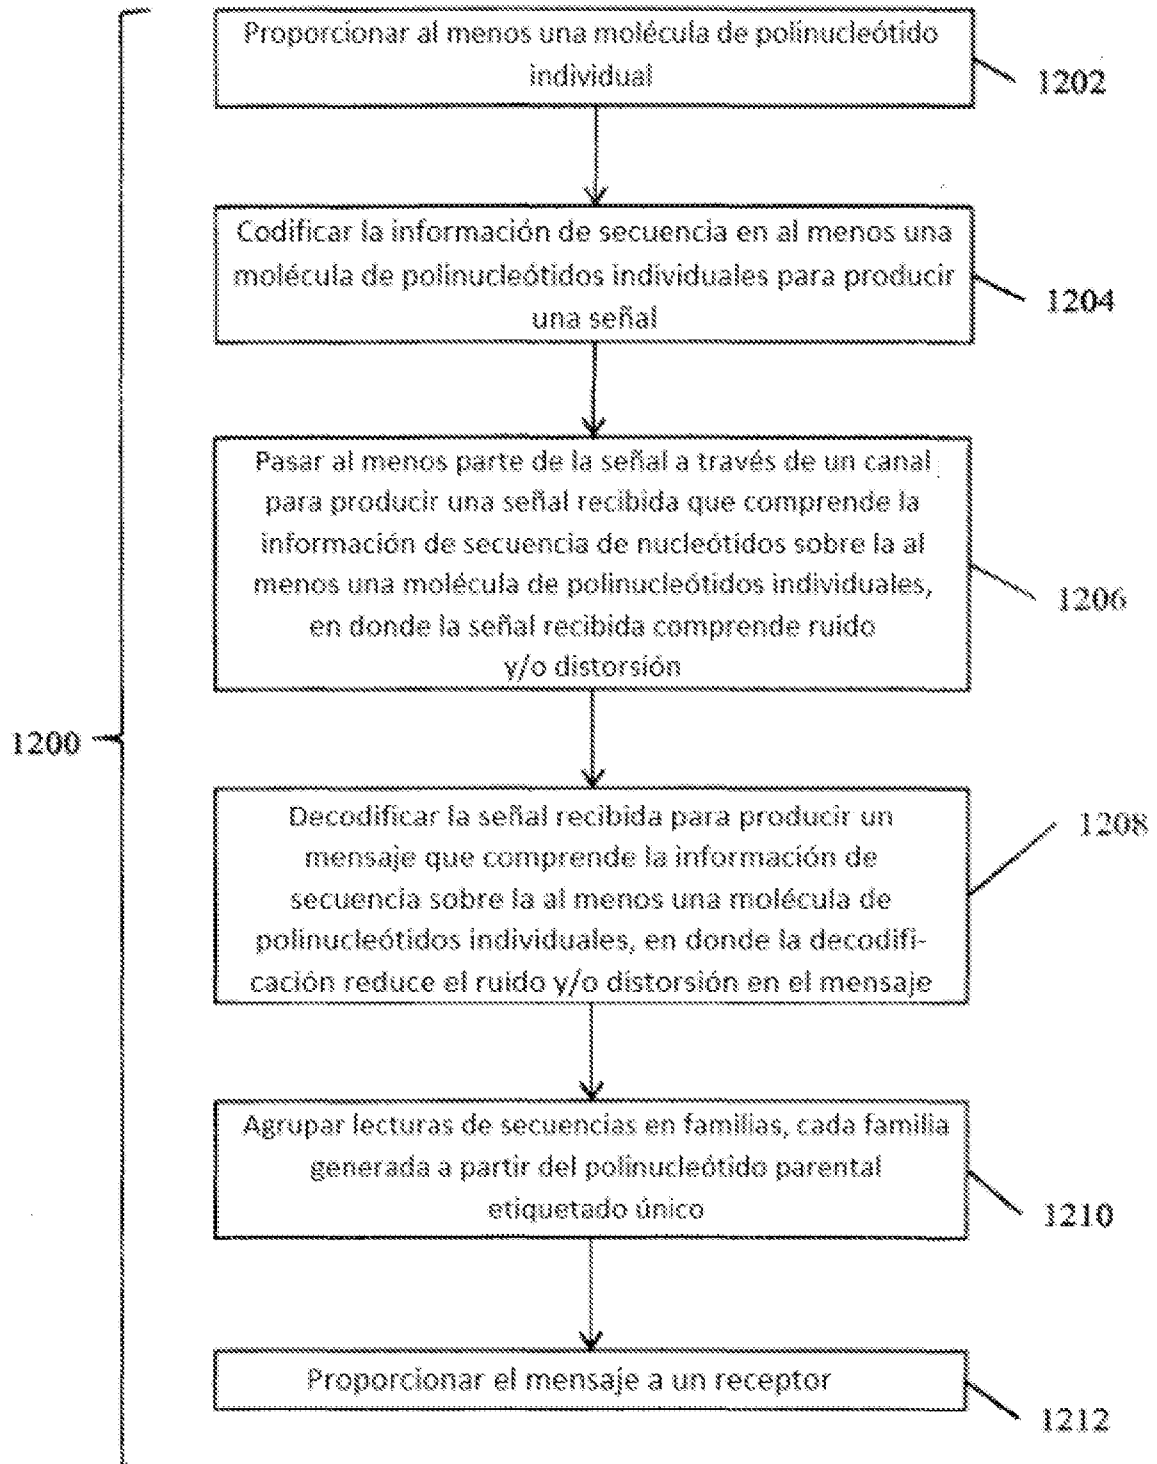 Proporcionar al menos una molécula de polinucleótido
individual
1202
Codificar la información de secuencia en al menos una
molécula de polinucleótidos individuales para producir
una señal
1204
Pasar al menos parte de la señal a través de un canal
para producir una señal recibida que comprende la
información de secuencia de nucleótidos sobre la al
menos una molécula de polinucleótidos individuales,
en donde la señal recibida comprende ruido
y/o distorsión
1206
1200
Decodificar la señal recibida para producir un
mensaje que comprende la información de
secuencia sobre la al menos una molécula de
polinucleótidos individuales, en donde la decodifi-
cación reduce el ruido y/o distorsión en el mensaje
1208
Agrupar lecturas de secuencias en familias, cada familia
generada a partir del polinucleótido parental
etiquetado único
1210
Proporcionar el mensaje a un receptor
1212